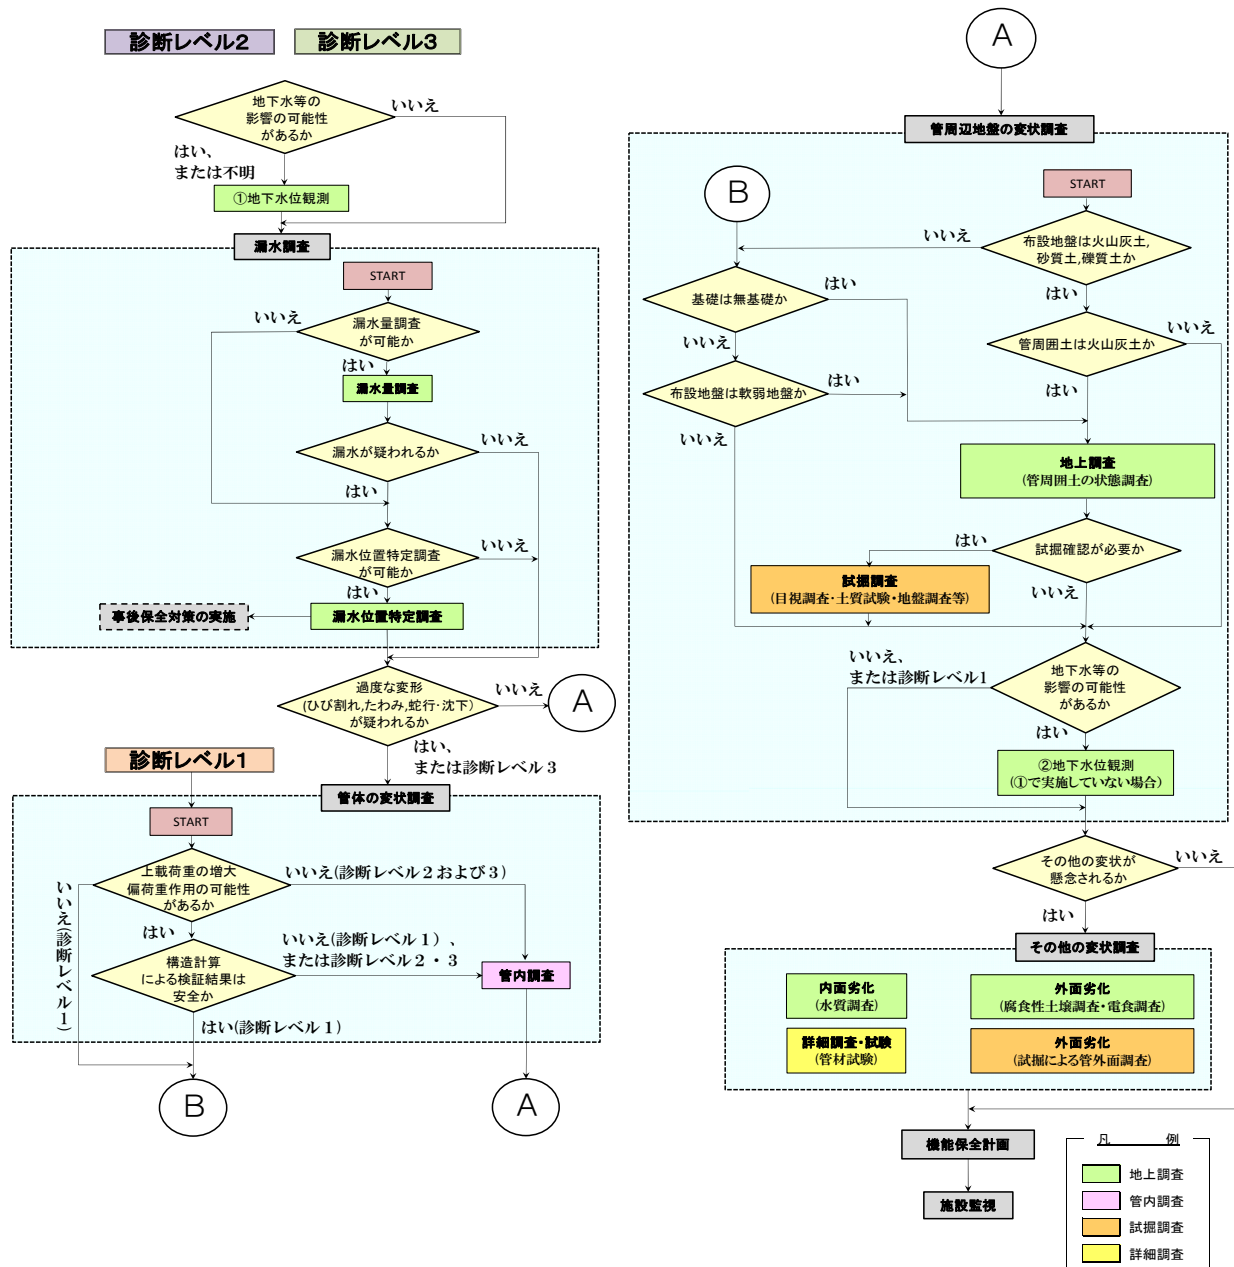 診断レベル2
診断レベル3
地下水等の
影響の可能性
があるか
いいえ
はい、
または不明
①地下水位観測
漏水調査
START
漏水量調査
が可能か
いいえ
はい
漏水量調査
漏水が疑われるか
いいえ
はい
漏水位置特定調査
が可能か
いいえ
はい
漏水位置特定調査
事後保全対策の実施
過度な変形
(ひび割れ,たわみ,蛇行・沈下)
が疑われるか
いいえ
A
はい、
または診断レベル3
診断レベル1
管体の変状調査
START
上載荷重の増大
偏荷重作用の可能性
があるか
いいえ(診断レベル2および3)
いいえ(診断レベル1)
はい
構造計算
による検証結果は
安全か
いいえ(診断レベル1)、
または診断レベル2・3
管内調査
はい(診断レベル1)
B
A
A
管周辺地盤の変状調査
B
START
布設地盤は火山灰土,
砂質土,礫質土か
いいえ
はい
基礎は無基礎か
はい
いいえ
管周囲土は火山灰土か
いいえ
はい
布設地盤は軟弱地盤か
はい
いいえ
地上調査
(管周囲土の状態調査)
試掘確認が必要か
はい
いいえ
試掘調査
(目視調査・土質試験・地盤調査等)
いいえ、
または診断レベル1
地下水等の
影響の可能性
があるか
はい
②地下水位観測
(①で実施していない場合)
その他の変状が
懸念されるか
いいえ
はい
その他の変状調査
内面劣化
(水質調査)
外面劣化
(腐食性土壌調査・電食調査)
詳細調査・試験
(管材試験)
外面劣化
(試掘による管外面調査)
機能保全計画
施設監視
凡 例
地上調査
管内調査
試掘調査
詳細調査